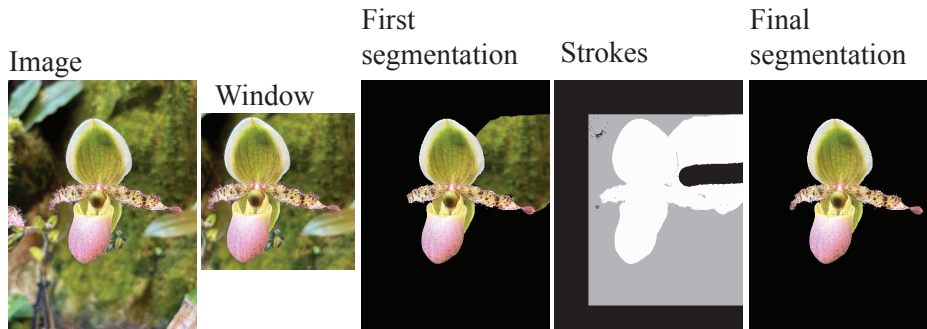 Image
Window
First
segmentation
Strokes
Final
segmentation